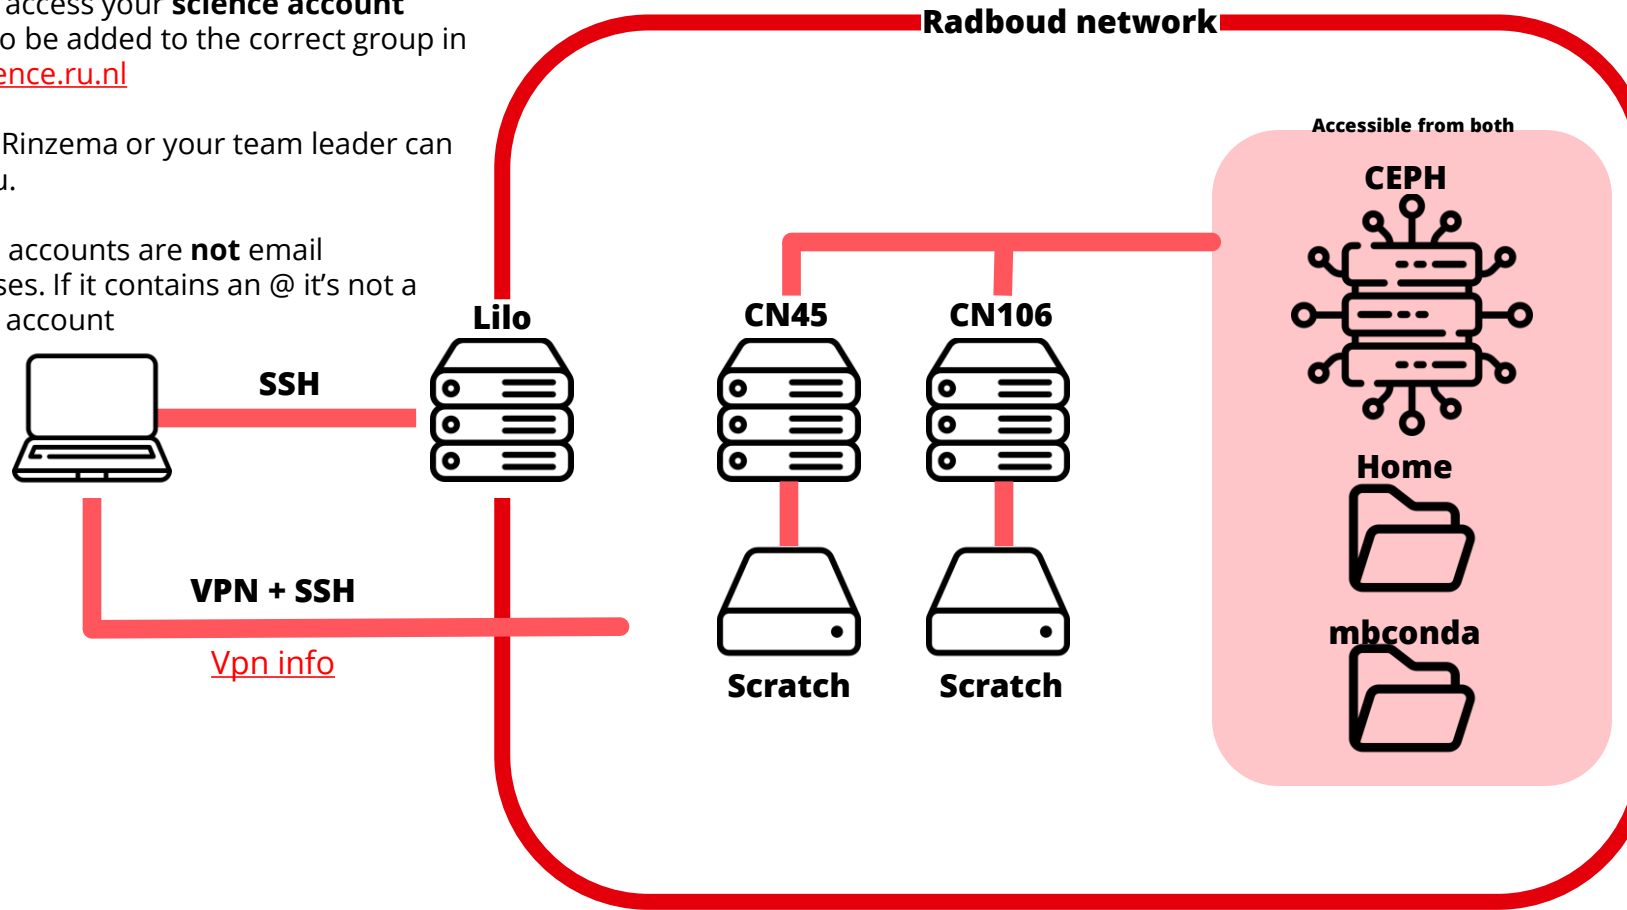 access your science account
o be added to the correct group in
ence.ru.nl
Rinzema or your team leader can
u.
accounts are not email
ses. If it contains an @ it's not a
account
Radboud network
Accessible from both
CEPH
Lilo
CN45
CN106
SSH
Home
VPN + SSH
mbconda
Vpn info
Scratch
Scratch